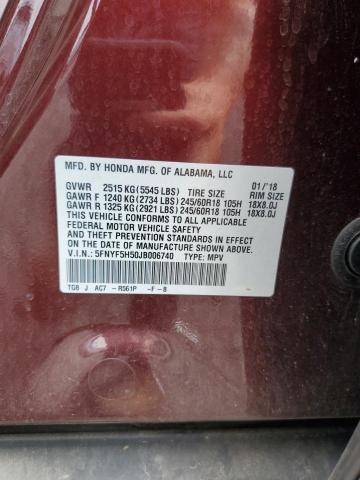 MFD. BY HONDA MFG. OF ALABAMA, LLC
01/'18
GVWR 2515 KG (5545 LBS) TIRE SIZE RIM SIZE
GAWR F 1240 KG (2734 LBS) 245/60R18 105H 18X8.0J
GAWR R 1325 KG (2921 LBS) 245/60R18 105H 18X8.0J
THIS VEHICLE CONFORMS TO ALL APPLICABLE
FEDERAL MOTOR VEHICLE SAFETY
AND THEFT PREVENTION STANDARDS IN EFFECT ON
THE DATE OF MANUFACTURE SHOWN ABOVE.
V.I.N.: 5FNYF5H50JB006740 TYPE: MPV
TG8 J AC7 -R561P -F-B